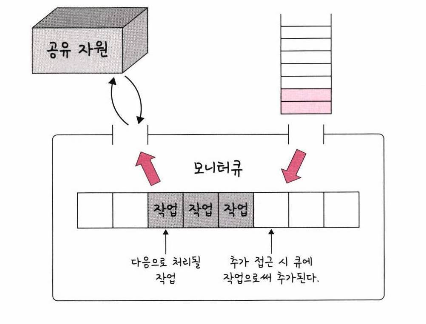 공유 자원
모니터큐
작업 작업 작업
다음으로 처리될
작업
추가 접근 시 큐에
작업으로써 추가된다.